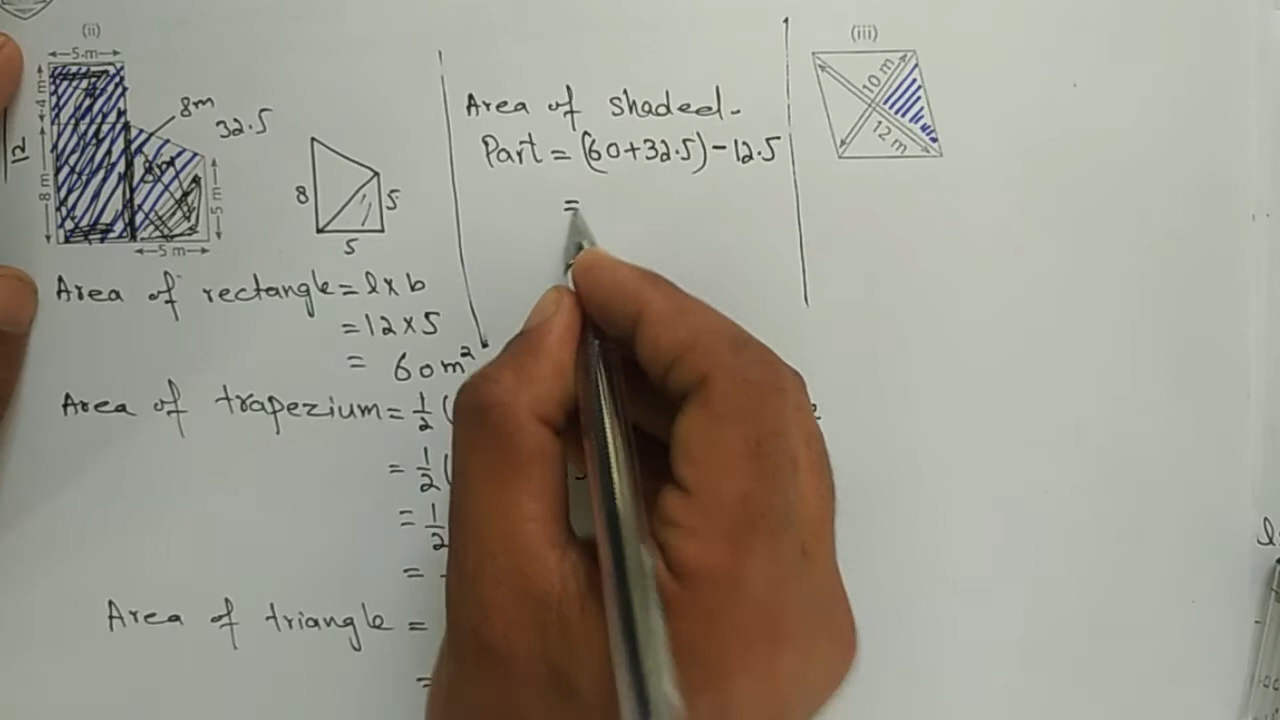 (ii)
5 m
4 m
8 m
12
8m
32.5
8m
5 m
5 m
8
5
5
Area of rectangle = l × b
= 12 × 5
= 60 m²
Area of trapezium = 1/2 (
= 1/2 (
= 1/2
=
Area of triangle =
=
Area of shaded
Part = (60+32.5) - 12.5
=
(iii)
10 m
12 m